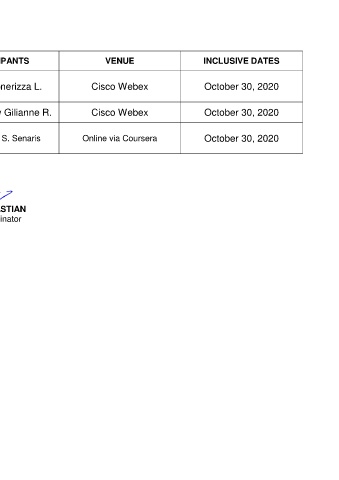 IPANTS VENUE INCLUSIVE DATES
nerizza L. Cisco Webex October 30, 2020
Gilianne R. Cisco Webex October 30, 2020
S. Senaris Online via Coursera October 30, 2020
STIAN
inator